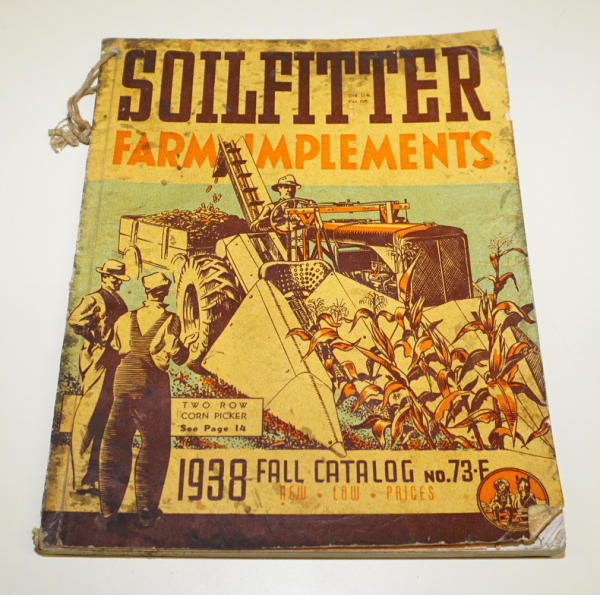 SOILFITTER
FARM IMPLEMENTS
TWO ROW
CORN PICKER
See Page 14
1938 FALL CATALOG NO.73-F
NEW • LOW • PRICES